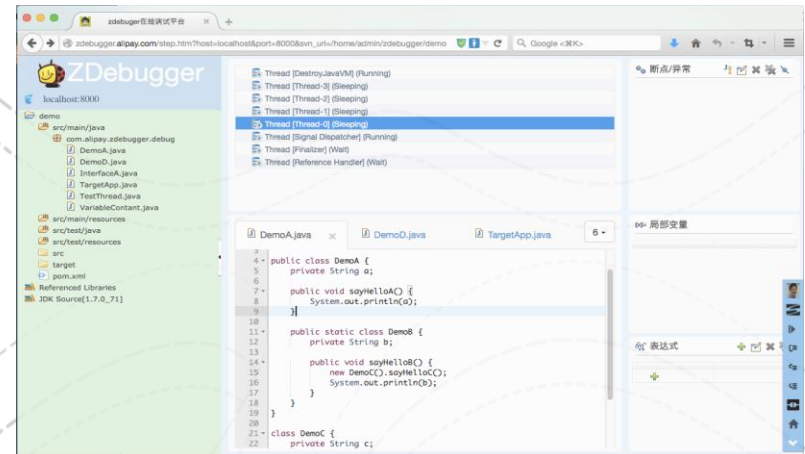 zdebuger在线调试平台
zdebugger.alipay.com/step.htm?host=localhost&port=8000&svn_url=/home/admin/zdebugger/demo
Google <⌘K>
ZDebugger
localhost:8000
demo
src/main/java
com.alipay.zdebugger.debug
DemoA.java
DemoD.java
InterfaceA.java
TargetApp.java
TestThread.java
VariableContant.java
src/main/resources
src/test/java
src/test/resources
src
target
pom.xml
Referenced Libraries
JDK Source[1.7.0_71]
Thread [DestroyJavaVM] (Running)
Thread [Thread-3] (Sleeping)
Thread [Thread-2] (Sleeping)
Thread [Thread-1] (Sleeping)
Thread [Thread-0] (Sleeping)
Thread [Signal Dispatcher] (Running)
Thread [Finalizer] (Wait)
Thread [Reference Handler] (Wait)
DemoA.java
DemoD.java
TargetApp.java
6
3
4 public class DemoA {
5 private String a;
6
7 public void sayHelloA() {
8 System.out.println(a);
9 }
10
11 public static class DemoB {
12 private String b;
13
14 public void sayHelloB() {
15 new DemoC().sayHelloC();
16 System.out.println(b);
17 }
18 }
19 }
20
21 class DemoC {
22 private String c;
断点/异常
局部变量
表达式